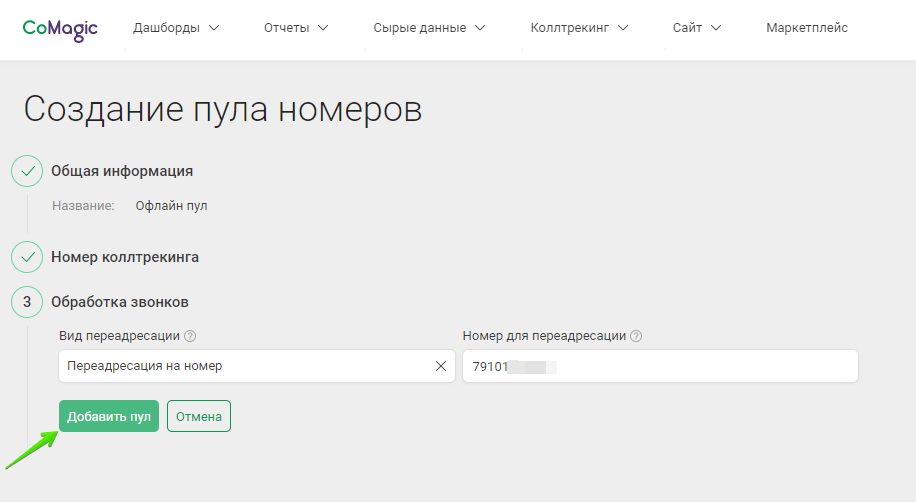 CoMagic Дашборды Отчеты Сырые данные Коллтрекинг Сайт Маркетплейс
Создание пула номеров
Общая информация
Название: Офлайн пул
Номер коллтрекинга
3 Обработка звонков
Вид переадресации ? Номер для переадресации ?
Переадресация на номер 79101
Добавить пул Отмена